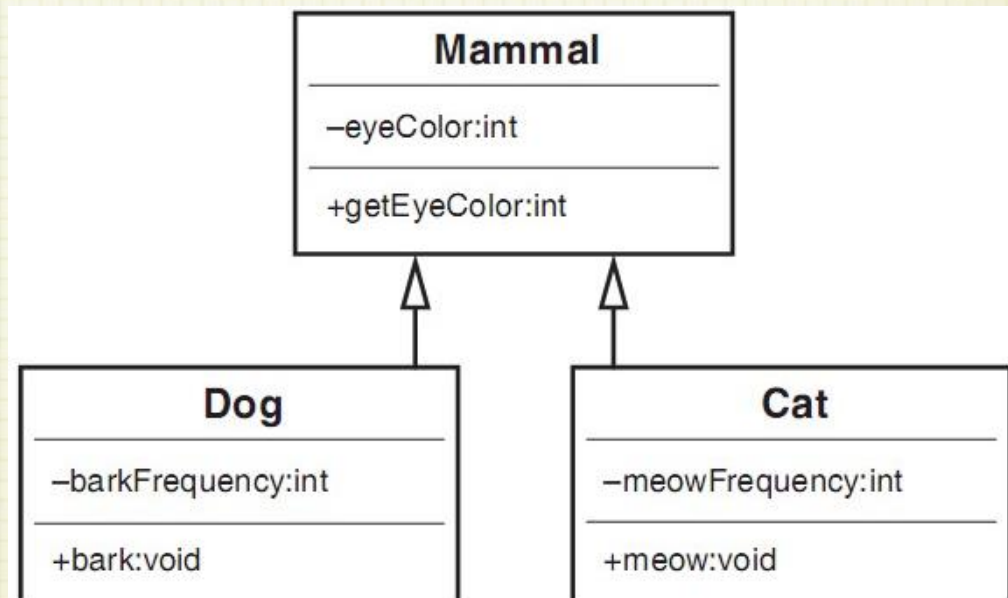 Mammal
–eyeColor:int
+getEyeColor:int
Dog
–barkFrequency:int
+bark:void
Cat
–meowFrequency:int
+meow:void